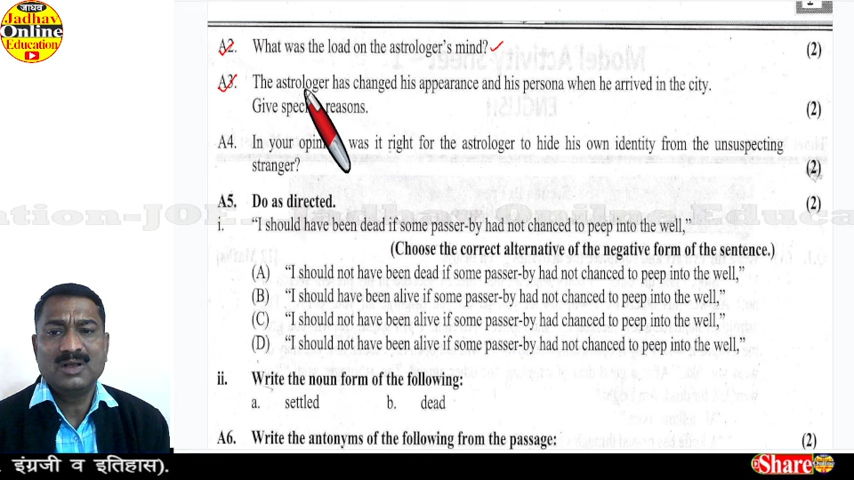 जाधव
Jadhav
Online
Education
A2. What was the load on the astrologer's mind? (2)
A3. The astrologer has changed his appearance and his persona when he arrived in the city.
Give reasons. (2)
A4. In your was it right for the astrologer to hide his own identity from the unsuspecting
stranger? (2)
A5. Do as directed. (2)
i. "I should have been dead if some passer-by had not chanced to peep into the well,"
(Choose the correct alternative of the negative form of the sentence.)
(A) "I should not have been dead if some passer-by had not chanced to peep into the well,"
(B) "I should have been alive if some passer-by had not chanced to peep into the well,"
(C) "I should not have been alive if some passer-by had chanced to peep into the well,"
(D) "I should not have been alive if some passer-by had not chanced to peep into the well,"
ii. Write the noun form of the following:
a. settled b. dead
A6. Write the antonyms of the following from the passage: (2)
इंग्रजी व इतिहास).
Share